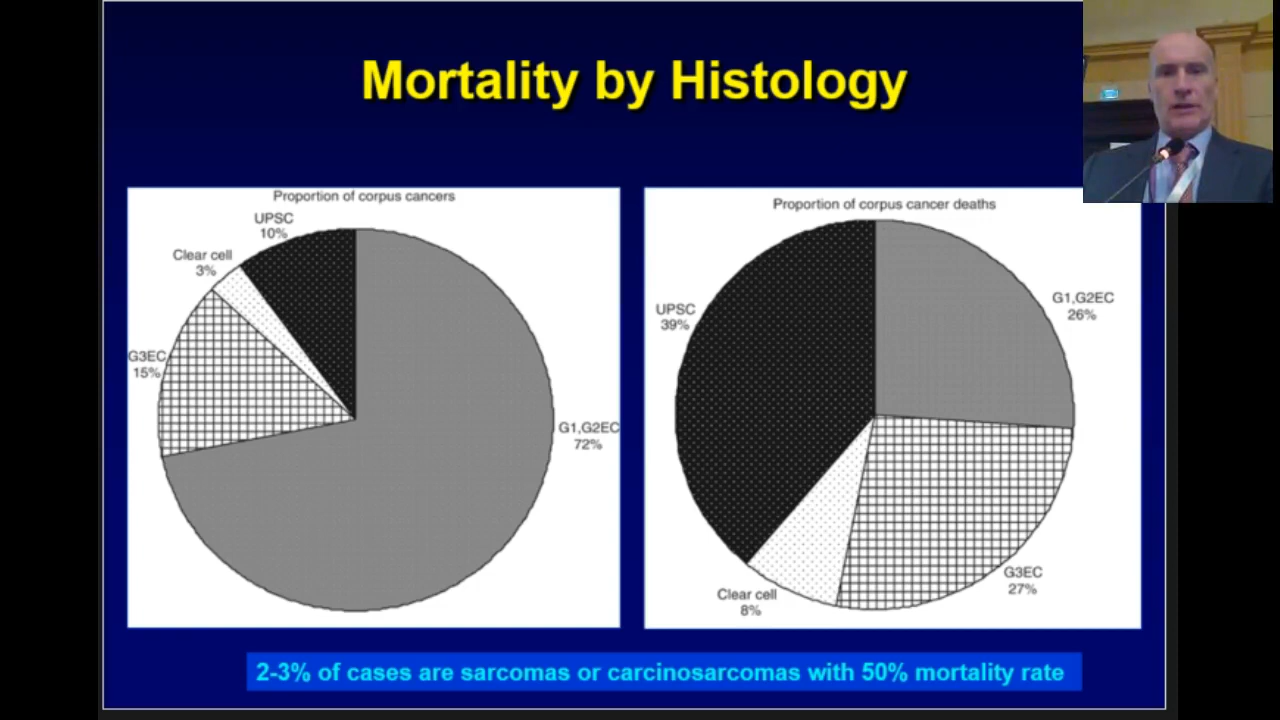 Mortality by Histology
Proportion of corpus cancers
UPSC
10%
Clear cell
3%
G3EC
15%
G1,G2EC
72%
Proportion of corpus cancer deaths
UPSC
39%
G1,G2EC
26%
G3EC
27%
Clear cell
8%
2-3% of cases are sarcomas or carcinosarcomas with 50% mortality rate